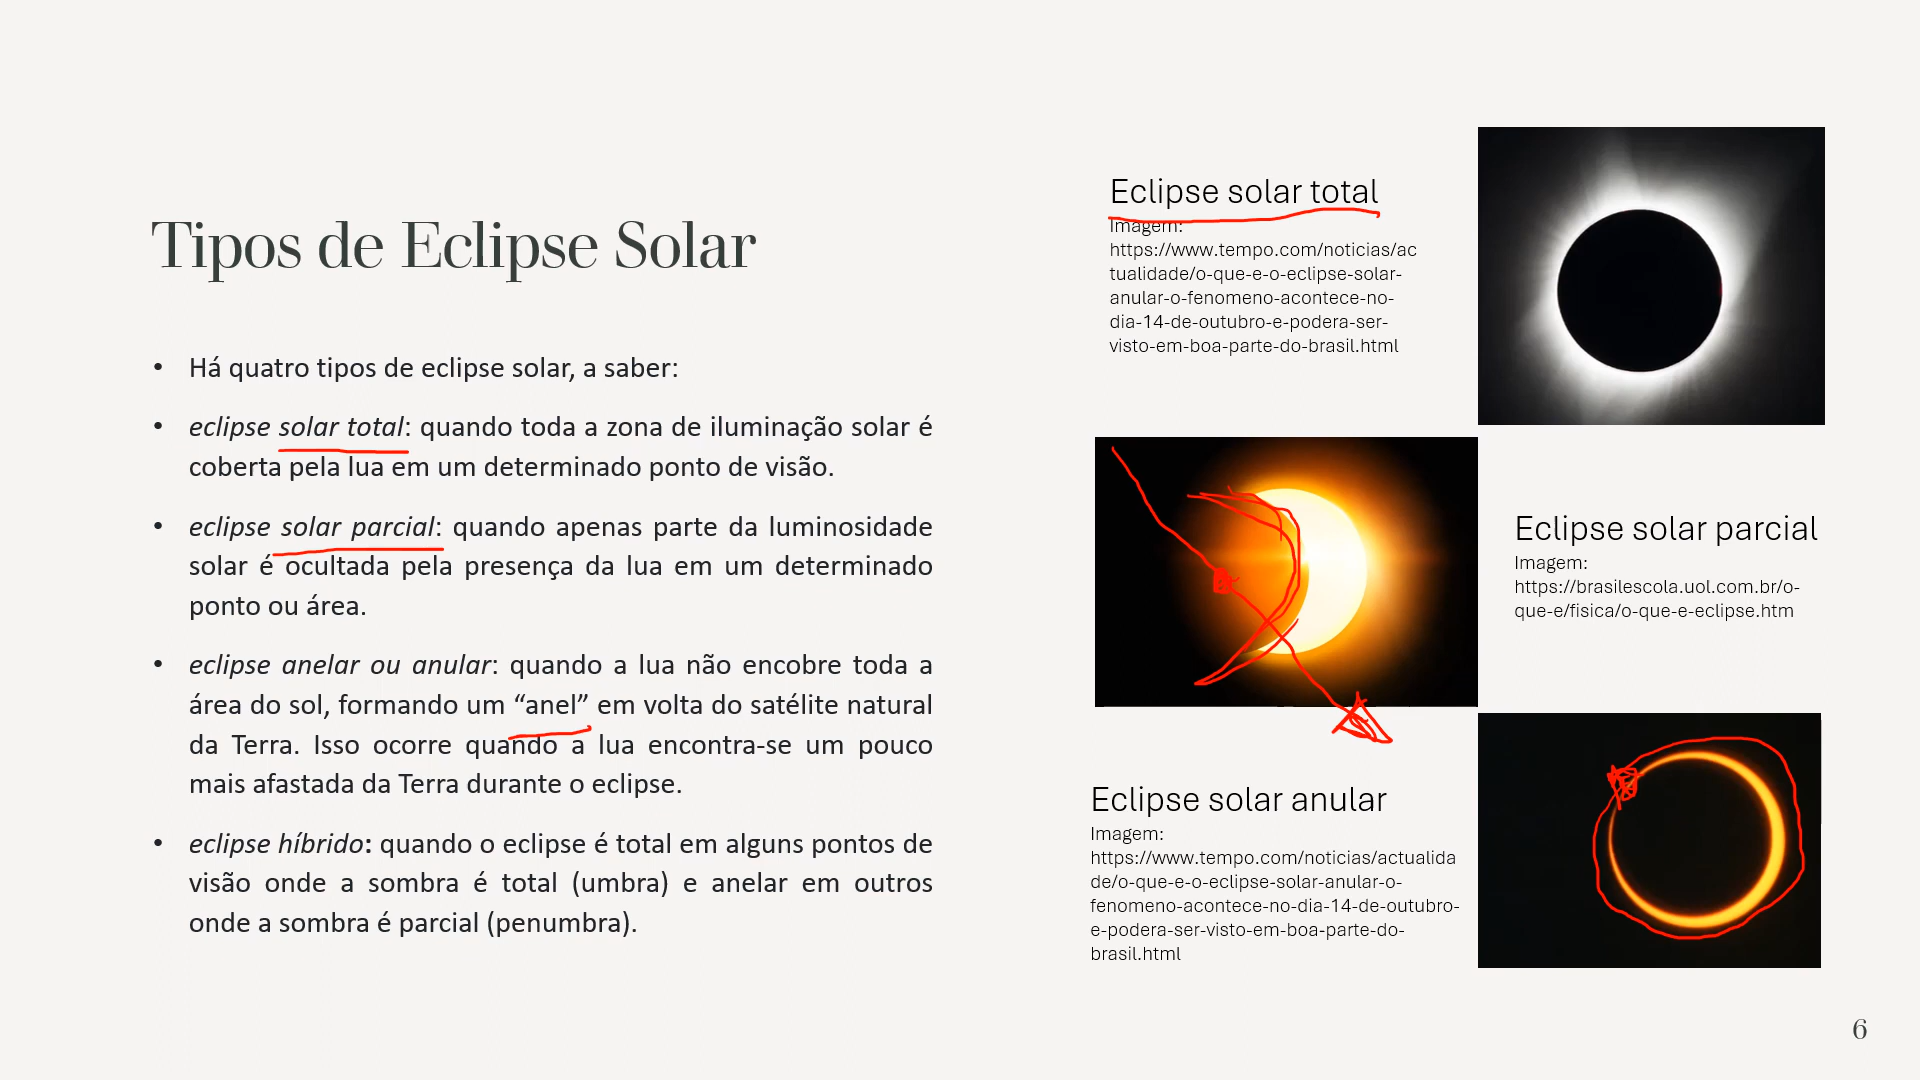 Tipos de Eclipse Solar
• Há quatro tipos de eclipse solar, a saber:
• eclipse solar total: quando toda a zona de iluminação solar é
coberta pela lua em um determinado ponto de visão.
• eclipse solar parcial: quando apenas parte da luminosidade
solar é ocultada pela presença da lua em um determinado
ponto ou área.
• eclipse anelar ou anular: quando a lua não encobre toda a
área do sol, formando um “anel” em volta do satélite natural
da Terra. Isso ocorre quando a lua encontra-se um pouco
mais afastada da Terra durante o eclipse.
• eclipse híbrido: quando o eclipse é total em alguns pontos de
visão onde a sombra é total (umbra) e anelar em outros
onde a sombra é parcial (penumbra).
Eclipse solar total
Imagem:
https://www.tempo.com/noticias/ac
tualidade/o-que-e-o-eclipse-solar-
anular-o-fenomeno-acontece-no-
dia-14-de-outubro-e-podera-ser-
visto-em-boa-parte-do-brasil.html
Eclipse solar parcial
Imagem:
https://brasilescola.uol.com.br/o-
que-e/fisica/o-que-e-eclipse.htm
Eclipse solar anular
Imagem:
https://www.tempo.com/noticias/actualida
de/o-que-e-o-eclipse-solar-anular-o-
fenomeno-acontece-no-dia-14-de-outubro-
e-podera-ser-visto-em-boa-parte-do-
brasil.html
6